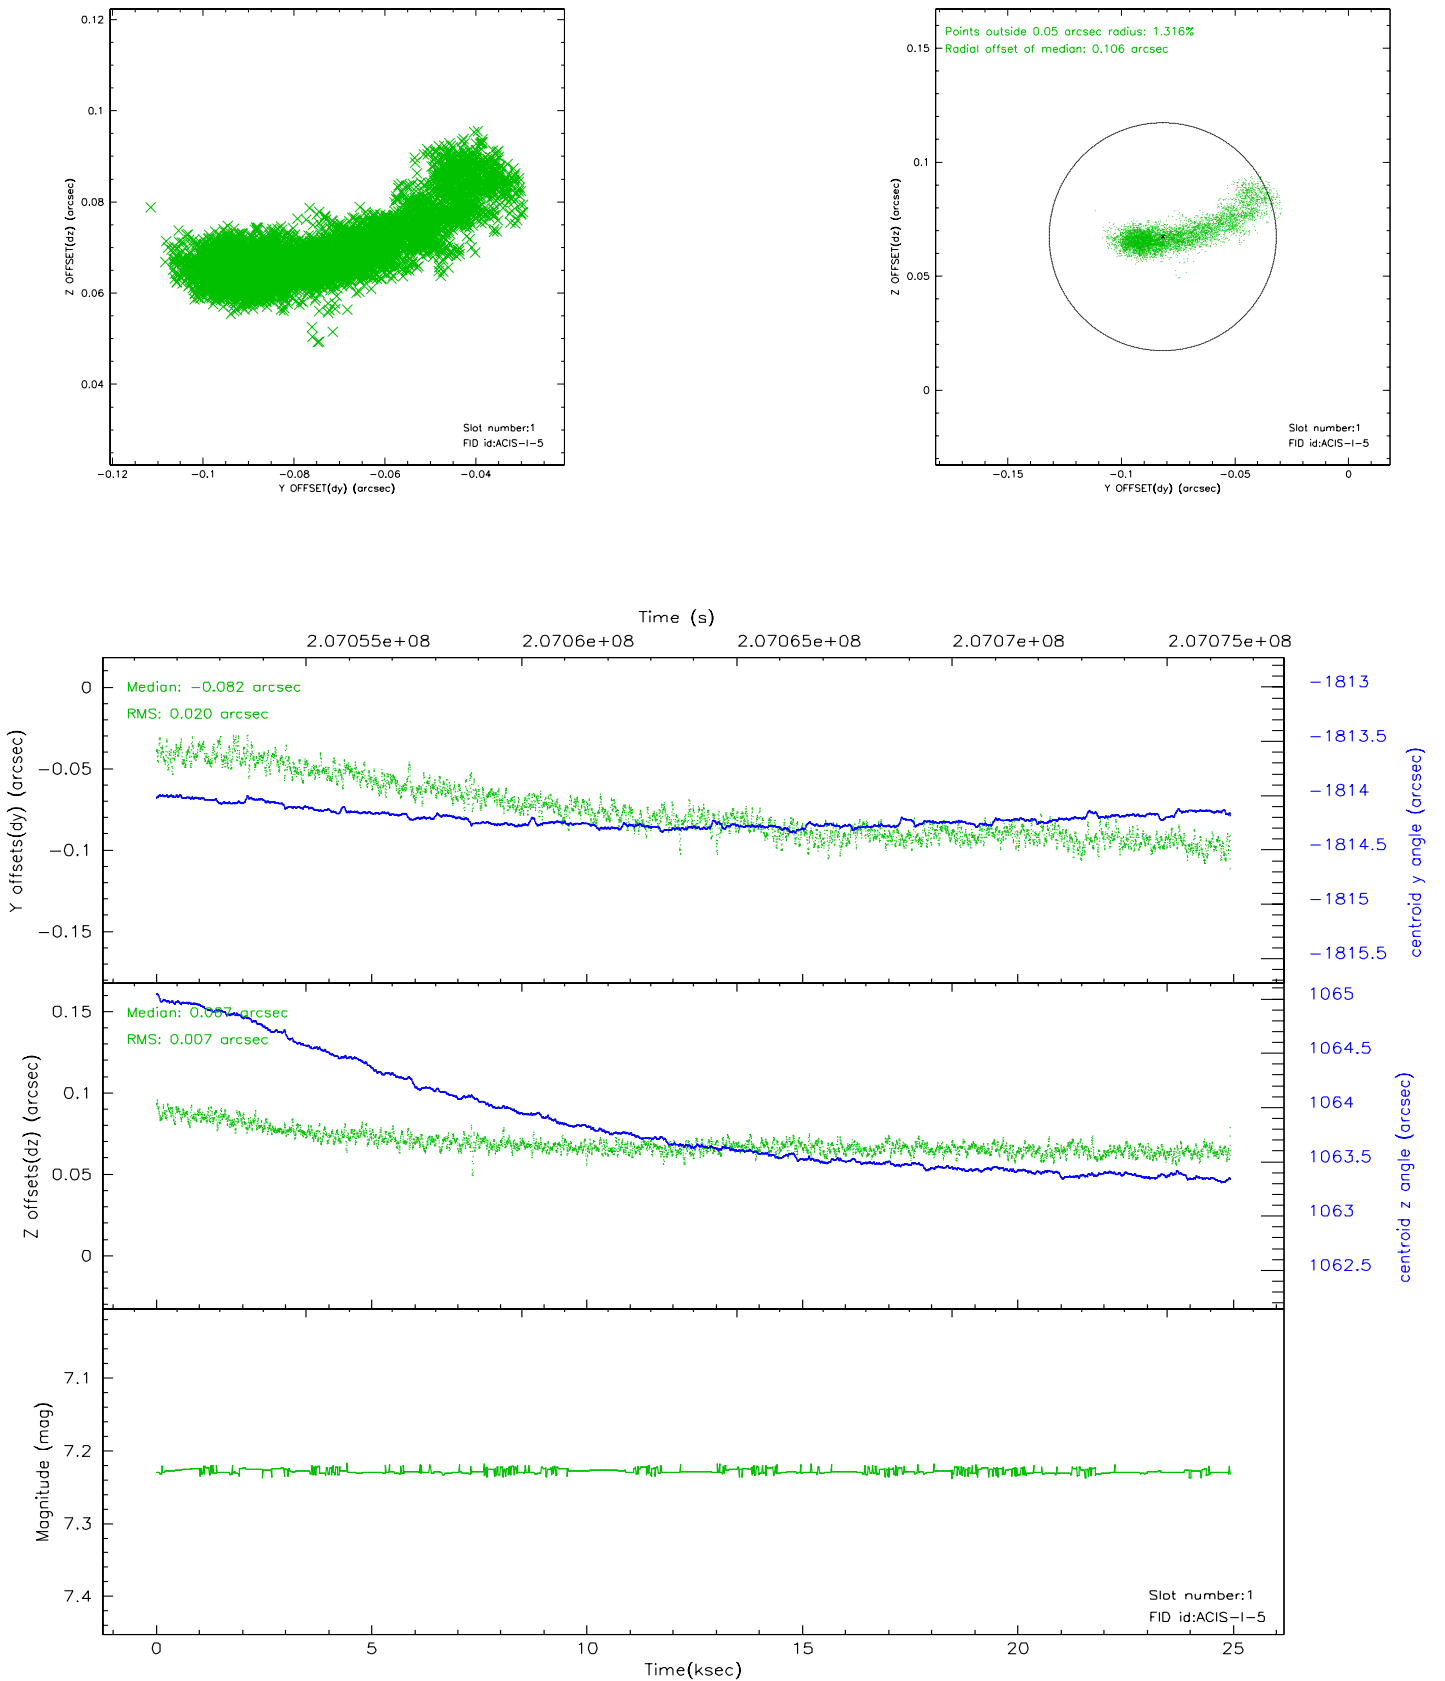 0.12
0.1
0.08
0.06
0.04
Z OFFSET(dz) (arcsec)
Slot number:1
FID id:ACIS-I-5
-0.12 -0.1 -0.08 -0.06 -0.04
Y OFFSET(dy) (arcsec)
Points outside 0.05 arcsec radius: 1.316%
Radial offset of median: 0.106 arcsec
0.15
0.1
0.05
0
Z OFFSET(dz) (arcsec)
Slot number:1
FID id:ACIS-I-5
-0.15 -0.1 -0.05 0
Y OFFSET(dy) (arcsec)
Time (s)
2.07055e+08 2.0706e+08 2.07065e+08 2.0707e+08 2.07075e+08
Median: -0.082 arcsec
RMS: 0.020 arcsec
0
-0.05
-0.1
-0.15
Y offsets(dy) (arcsec)
-1813
-1813.5
-1814
-1814.5
-1815
-1815.5
centroid y angle (arcsec)
Median: 0.067 arcsec
RMS: 0.007 arcsec
0.15
0.1
0.05
0
Z offsets(dz) (arcsec)
1065
1064.5
1064
1063.5
1063
1062.5
centroid z angle (arcsec)
7.1
7.2
7.3
7.4
Magnitude (mag)
Slot number:1
FID id:ACIS-I-5
0 5 10 15 20 25
Time(ksec)